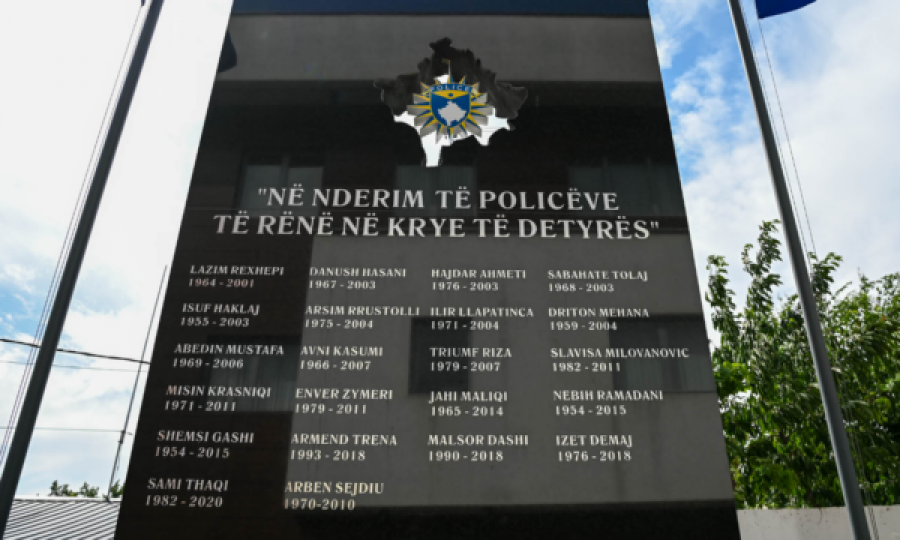 POLICE
"NË NDERIM TË POLICËVE
TË RËNË NË KRYE TË DETYRËS"
LAZIM REXHEPI
1964 - 2001
DANUSH HASANI
1967 - 2003
HAJDAR AHMETI
1976 - 2003
SABAHATE TOLAJ
1968 - 2003
ISUF HAKLAJ
1955 - 2003
ARSIM RRUSTOLLI
1975 - 2004
ILIR LLAPATINCA
1971 - 2004
DRITON MEHANA
1959 - 2004
ABEDIN MUSTAFA
1969 - 2006
AVNI KASUMI
1966 - 2007
TRIUMF RIZA
1979 - 2007
SLAVISA MILOVANOVIC
1982 - 2011
MISIN KRASNIQI
1971 - 2011
ENVER ZYMERI
1979 - 2011
JAHI MALIQI
1965 - 2014
NEBIH RAMADANI
1954 - 2015
SHEMSI GASHI
1954 - 2015
ARMEND TRENA
1993 - 2018
MALSOR DASHI
1990 - 2018
IZET DEMAJ
1976 - 2018
SAMI THAQI
1982 - 2020
ARBEN SEJDIU
1970-2010